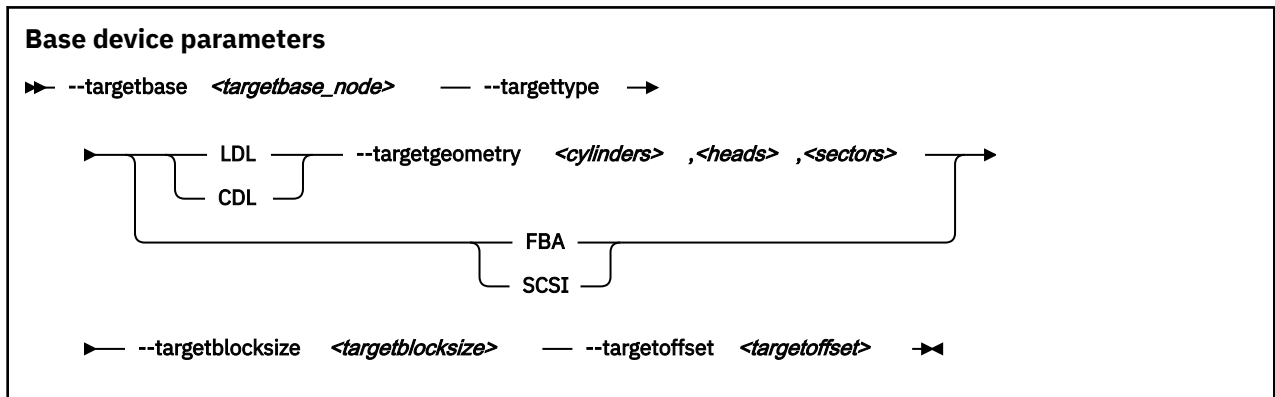 Base device parameters
--targetbase <targetbase_node> --targettype
LDL --targetgeometry <cylinders> ,<heads> ,<sectors>
CDL
FBA
SCSI
--targetblocksize <targetblocksize> --targetoffset <targetoffset>